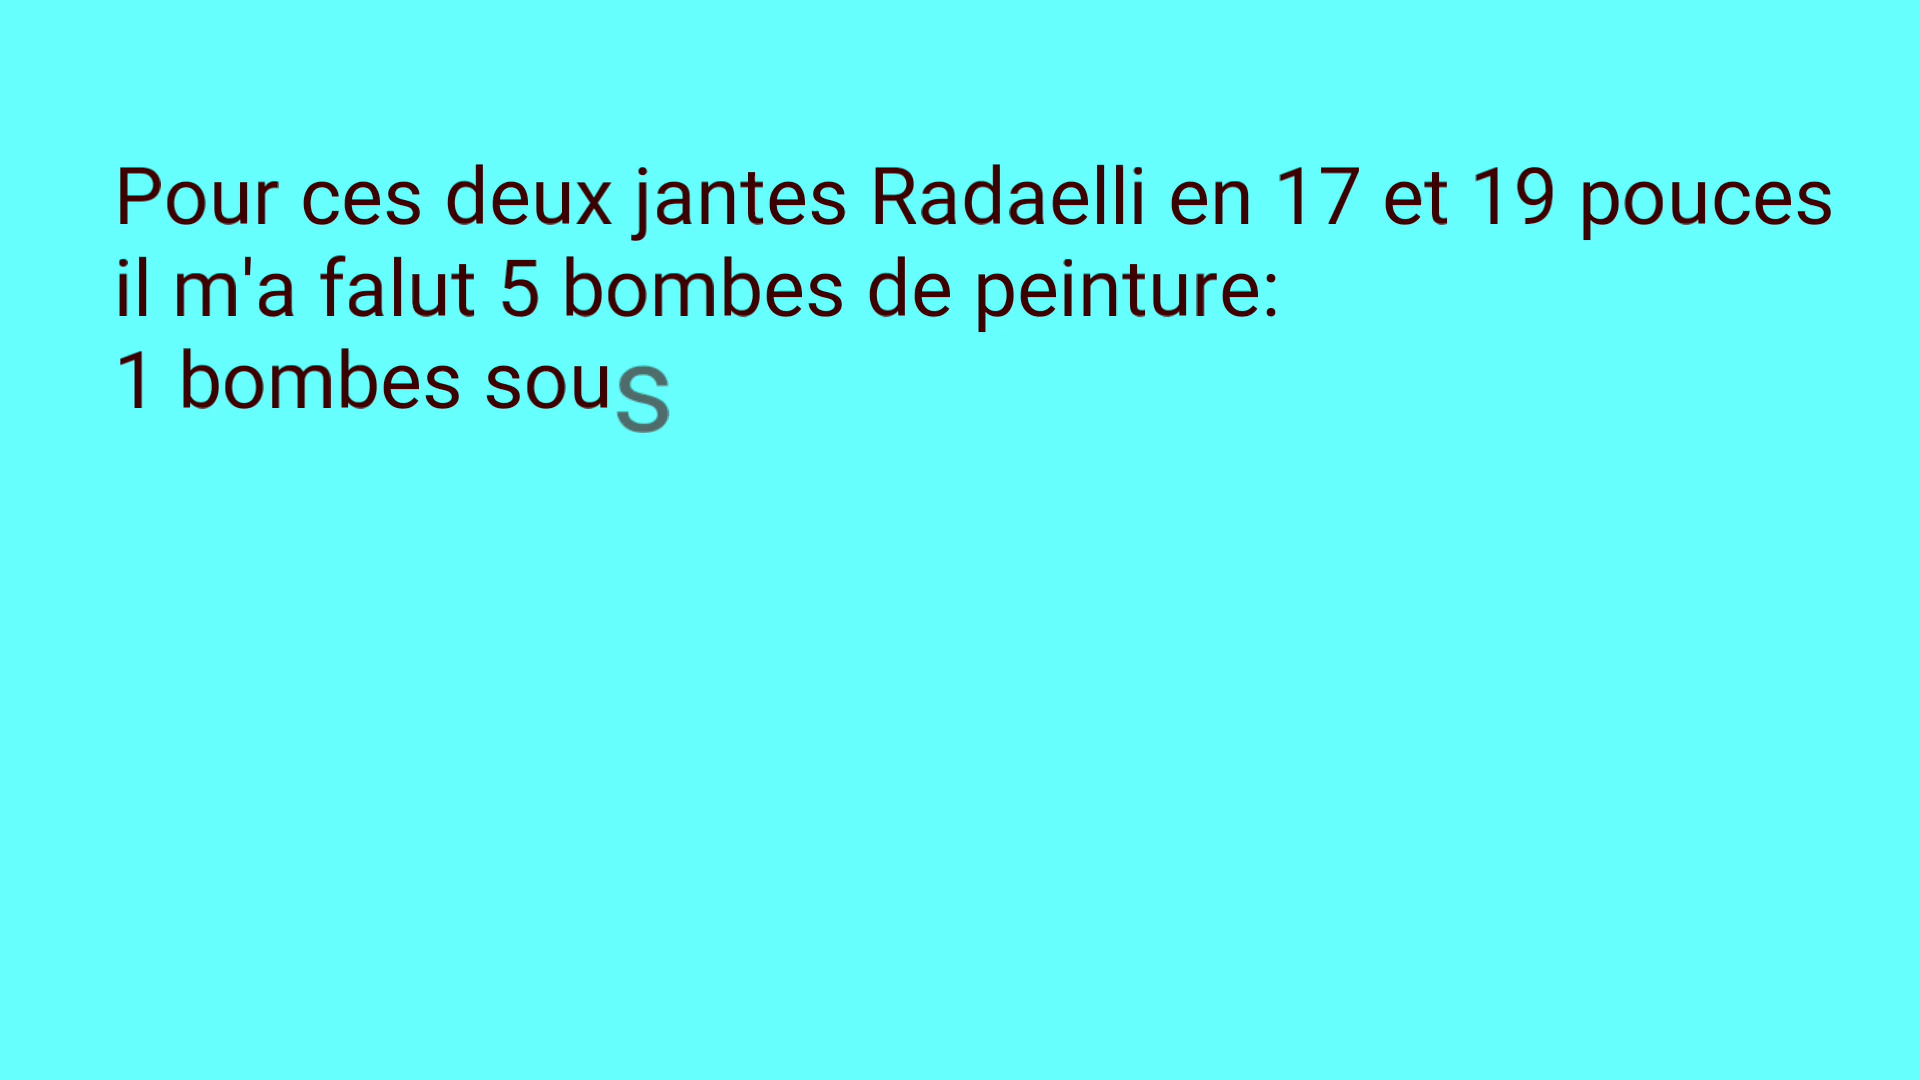 Pour ces deux jantes Radaelli en 17 et 19 pouces
il m'a falut 5 bombes de peinture:
1 bombes sous